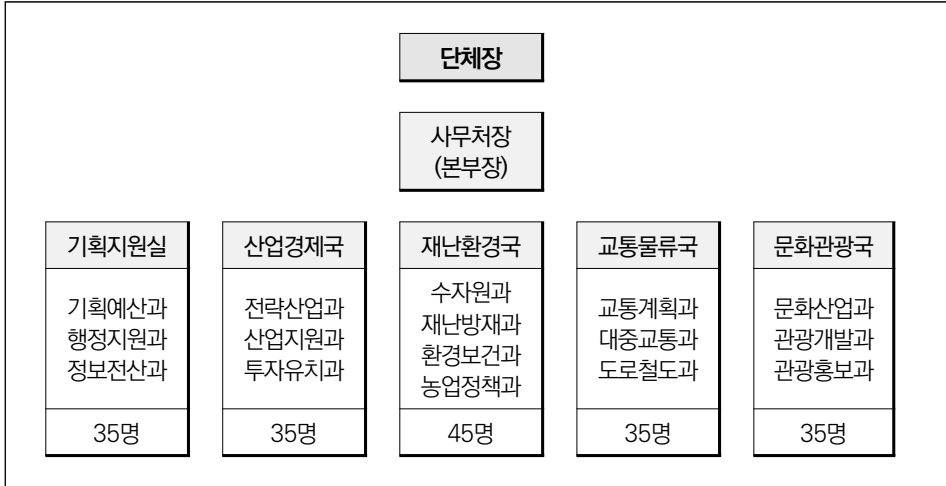 단체장
사무처장
(본부장)
기획지원실
기획예산과
행정지원과
정보전산과
35명
산업경제국
전략산업과
산업지원과
투자유치과
35명
재난환경국
수자원과
재난방재과
환경보건과
농업정책과
45명
교통물류국
교통계획과
대중교통과
도로철도과
35명
문화관광국
문화산업과
관광개발과
관광홍보과
35명